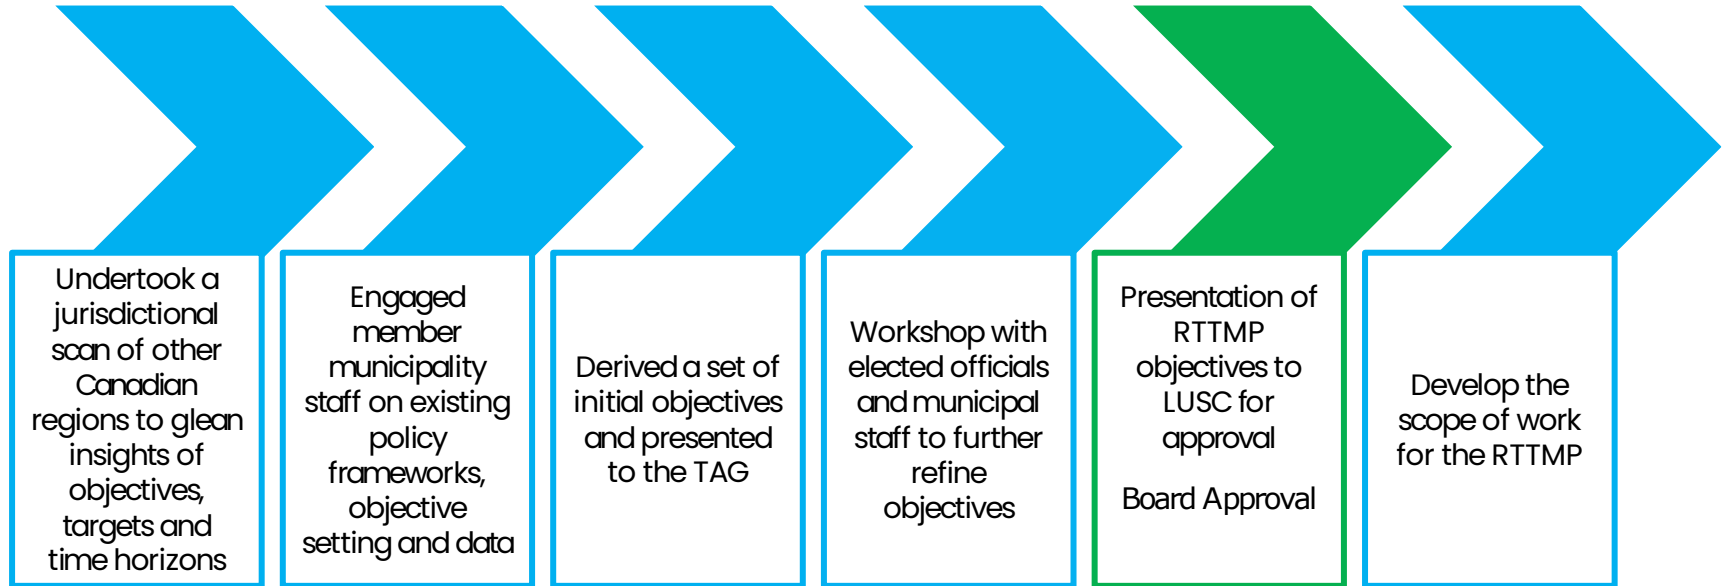 Undertook a
jurisdictional
scan of other
Canadian
regions to glean
insights of
objectives,
targets and
time horizons
Engaged
member
municipality
staff on existing
policy
frameworks,
objective
setting and data
Derived a set of
initial objectives
and presented
to the TAG
Workshop with
elected officials
and municipal
staff to further
refine
objectives
Presentation of
RTTMP
objectives to
LUSC for
approval
Board Approval
Develop the
scope of work
for the RTTMP